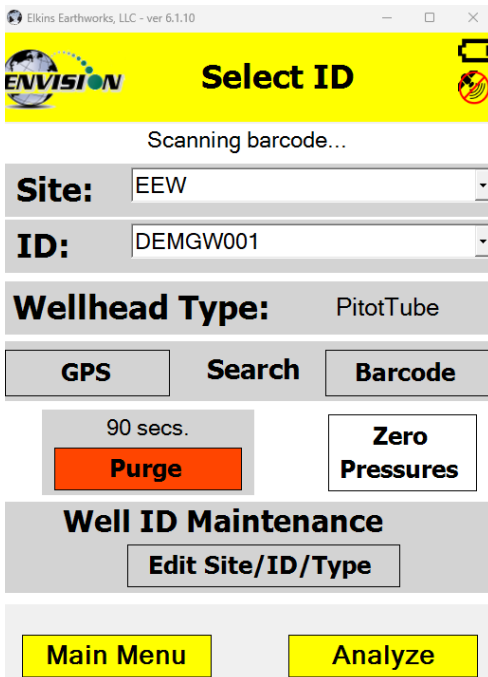 Elkins Earthworks, LLC - ver 6.1.10
ENVISION
Select ID
Scanning barcode...
Site: EEW
ID: DEMGW001
Wellhead Type: PitotTube
GPS Search Barcode
90 secs.
Purge
Zero
Pressures
Well ID Maintenance
Edit Site/ID/Type
Main Menu Analyze